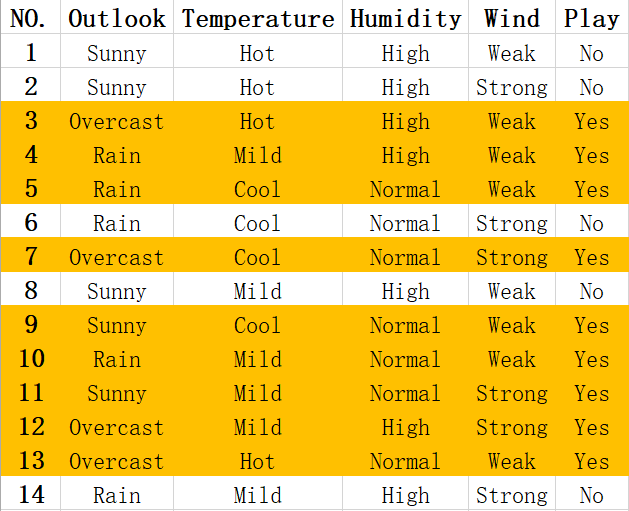 NO. Outlook Temperature Humidity Wind Play
1 Sunny Hot High Weak No
2 Sunny Hot High Strong No
3 Overcast Hot High Weak Yes
4 Rain Mild High Weak Yes
5 Rain Cool Normal Weak Yes
6 Rain Cool Normal Strong No
7 Overcast Cool Normal Strong Yes
8 Sunny Mild High Weak No
9 Sunny Cool Normal Weak Yes
10 Rain Mild Normal Weak Yes
11 Sunny Mild Normal Strong Yes
12 Overcast Mild High Strong Yes
13 Overcast Hot Normal Weak Yes
14 Rain Mild High Strong No